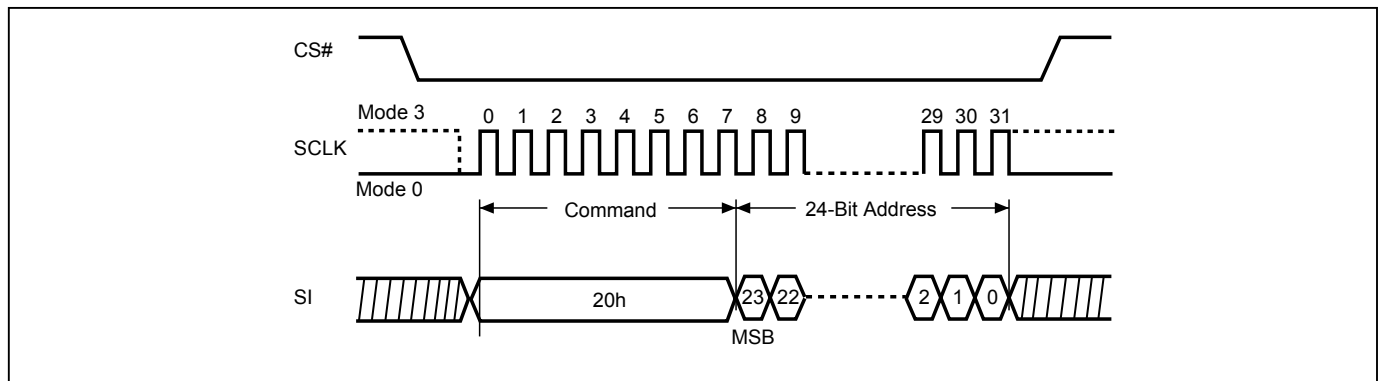 CS#
Mode 3
0 1 2 3 4 5 6 7 8 9 29 30 31
SCLK
Mode 0
Command 24-Bit Address
SI 20h 23 22 2 1 0
MSB